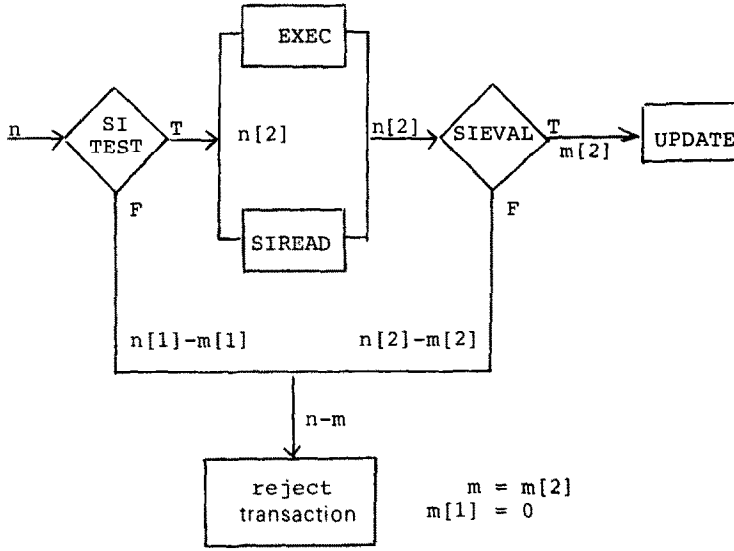 EXEC
n
SI
TEST
T
n[2]
n[2]
SIEVAL
T
m[2]
UPDATE
F
SIREAD
F
n[1]-m[1]
n[2]-m[2]
n-m
reject
transaction
m = m[2]
m[1] = 0